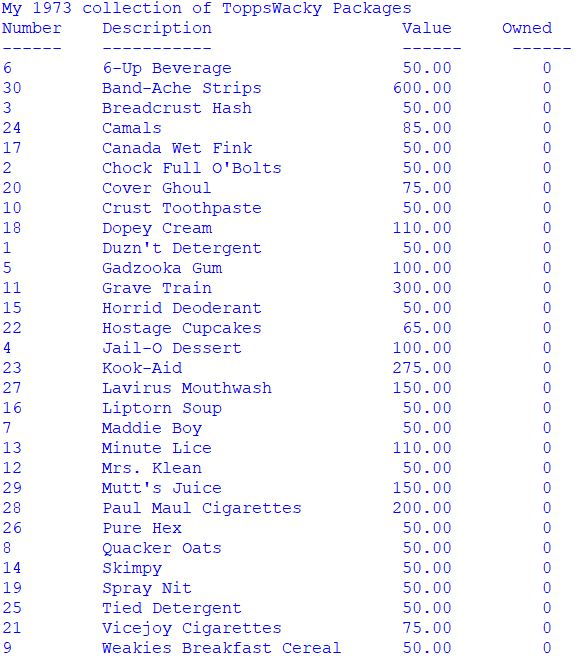 My 1973 collection of ToppsWacky Packages
Number    Description                   Value     Owned
------    -----------                   ------     ------
6         6-Up Beverage                 50.00         0
30        Band-Ache Strips             600.00         0
3         Breadcrust Hash               50.00         0
24        Camals                        85.00         0
17        Canada Wet Fink               50.00         0
2         Chock Full O'Bolts            50.00         0
20        Cover Ghoul                   75.00         0
10        Crust Toothpaste              50.00         0
18        Dopey Cream                  110.00         0
1         Duzn't Detergent              50.00         0
5         Gadzooka Gum                 100.00         0
11        Grave Train                  300.00         0
15        Horrid Deoderant              50.00         0
22        Hostage Cupcakes              65.00         0
4         Jail-O Dessert               100.00         0
23        Kook-Aid                     275.00         0
27        Lavirus Mouthwash            150.00         0
16        Liptorn Soup                  50.00         0
7         Maddie Boy                    50.00         0
13        Minute Lice                  110.00         0
12        Mrs. Klean                    50.00         0
29        Mutt's Juice                 150.00         0
28        Paul Maul Cigarettes         200.00         0
26        Pure Hex                      50.00         0
8         Quacker Oats                  50.00         0
14        Skimpy                        50.00         0
19        Spray Nit                     50.00         0
25        Tied Detergent                50.00         0
21        Vicejoy Cigarettes            75.00         0
9         Weakies Breakfast Cereal      50.00         0